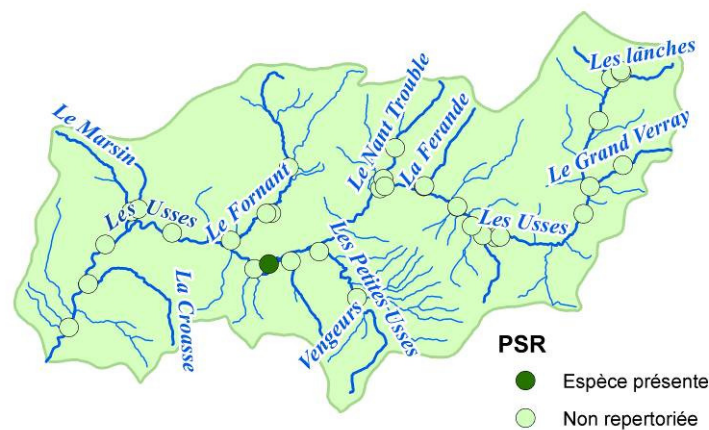 Les lanches
Le Nant Trouble
La Ferande
Le Marsin
Le Grand Verray
Le Fornant
Les Usses
Les Usses
Les Petites-Usses
La Croasse
Vengeurs
PSR
Espèce présente
Non repertoriée